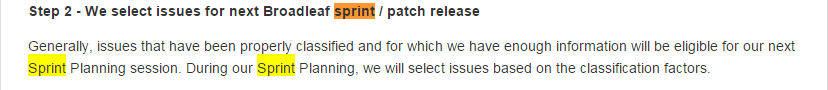 Step 2 - We select issues for next Broadleaf sprint / patch release
Generally, issues that have been properly classified and for which we have enough information will be eligible for our next
Sprint Planning session. During our Sprint Planning, we will select issues based on the classification factors.